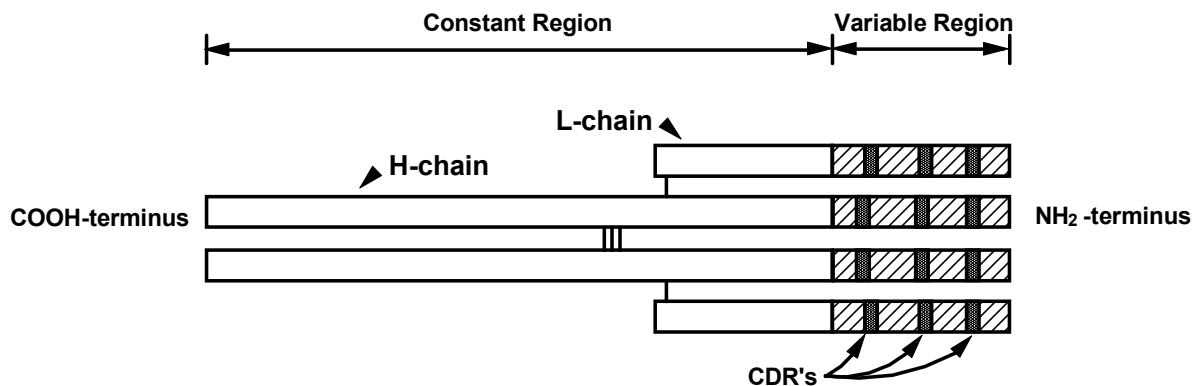 Constant Region
Variable Region
L-chain
H-chain
COOH-terminus
NH₂ -terminus
CDR's